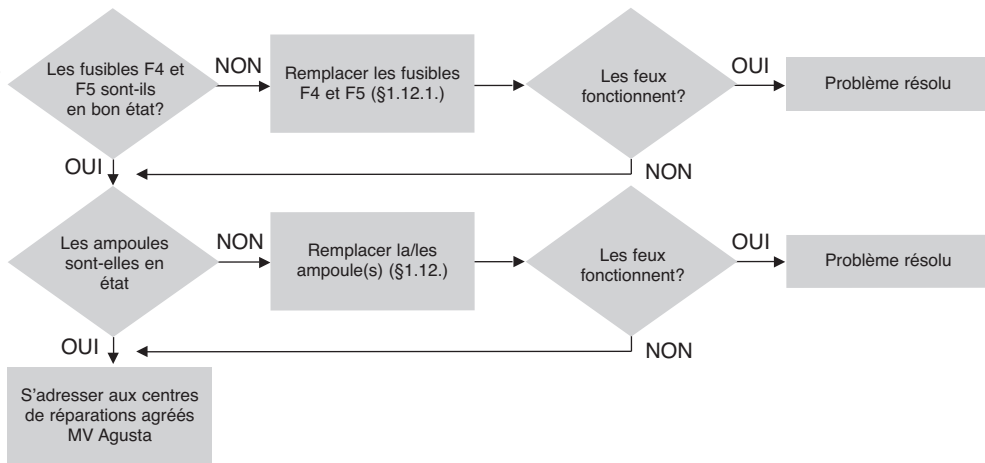 Les fusibles F4 et
F5 sont-ils
en bon état?
NON
Remplacer les fusibles
F4 et F5 (§1.12.1.)
Les feux
fonctionnent?
OUI
Problème résolu
OUI
NON
Les ampoules
sont-elles en
état
NON
Remplacer la/les
ampoule(s) (§1.12.)
Les feux
fonctionnent?
OUI
Problème résolu
OUI
NON
S'adresser aux centres
de réparations agréés
MV Agusta